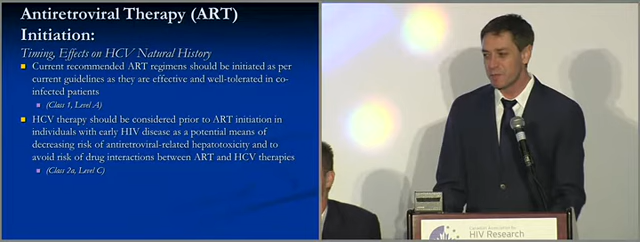 Antiretroviral Therapy (ART)
Initiation:
Timing, Effects on HCV Natural History
Current recommended ART regimens should be initiated as per
current guidelines as they are effective and well-tolerated in co-
infected patients
(Class 1, Level A)
HCV therapy should be considered prior to ART initiation in
individuals with early HIV disease as a potential means of
decreasing risk of antiretroviral-related hepatotoxicity and to
avoid risk of drug interactions between ART and HCV therapies
(Class 2a, Level C)
HIV Research